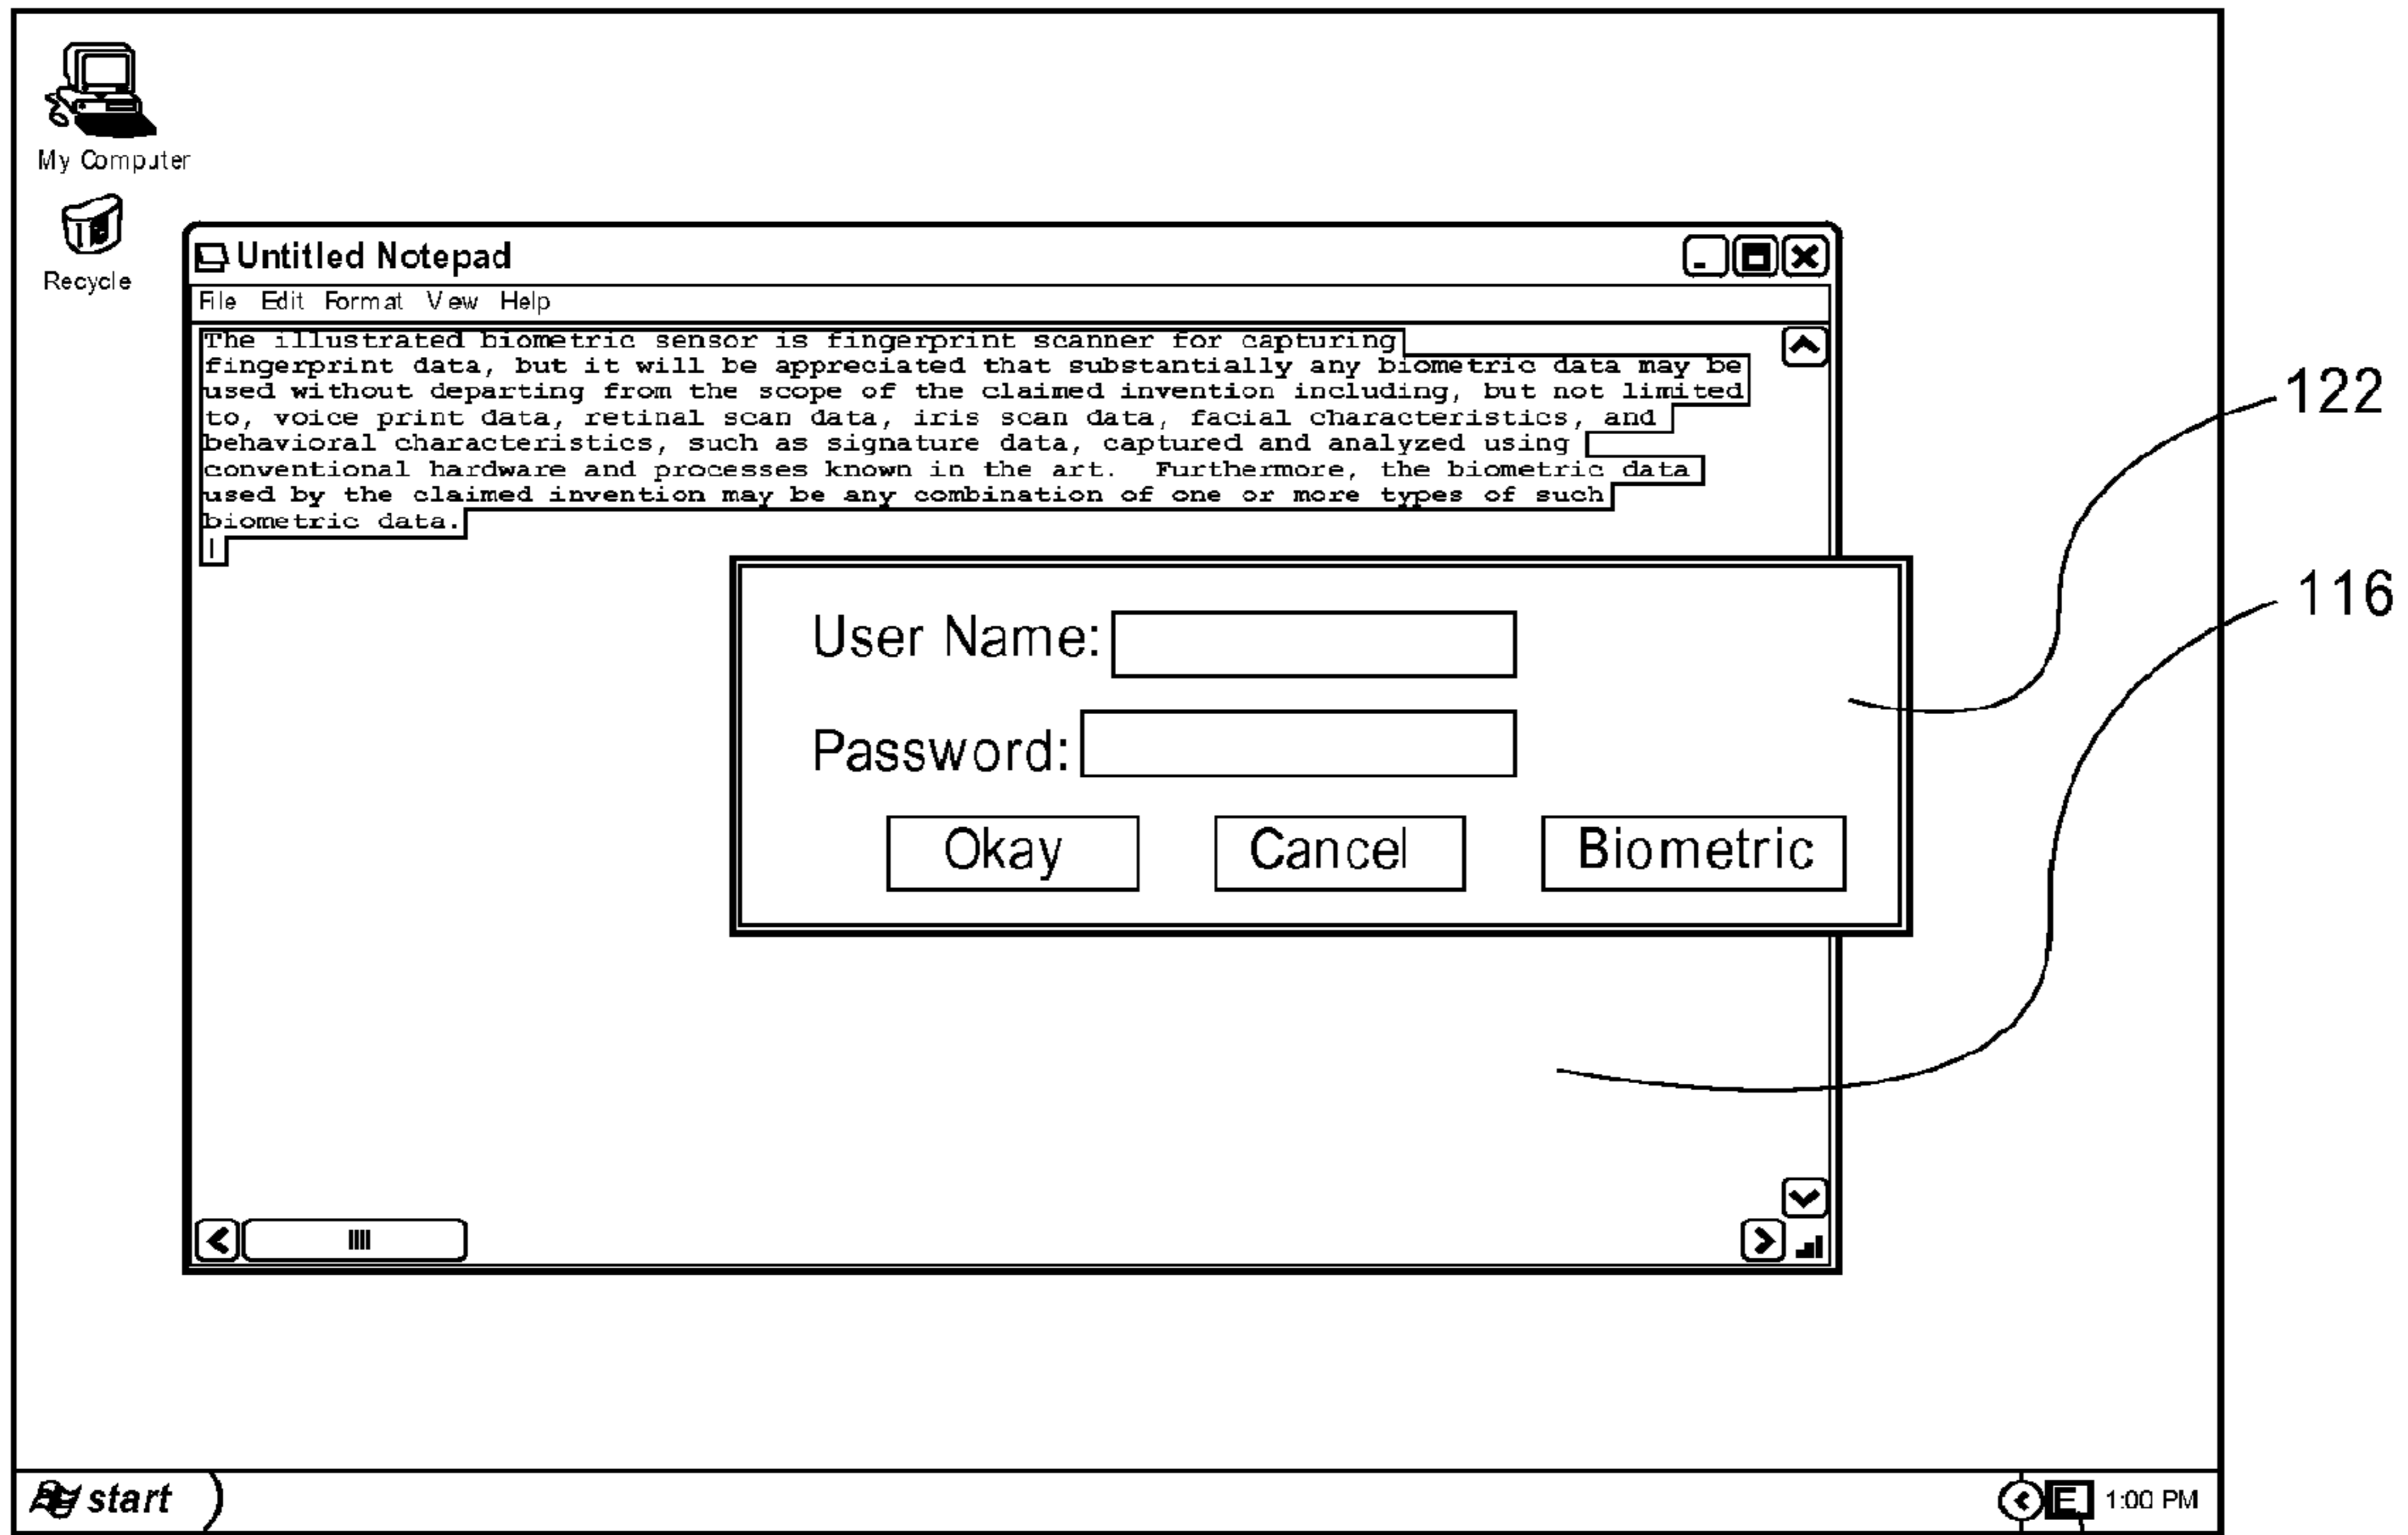 My Computer
Recycle
Untitled Notepad
File Edit Format View Help
The illustrated biometric sensor is fingerprint scanner for capturing
fingerprint data, but it will be appreciated that substantially any biometric data may be
used without departing from the scope of the claimed invention including, but not limited
to, voice print data, retinal scan data, iris scan data, facial characteristics, and
behavioral characteristics, such as signature data, captured and analyzed using
conventional hardware and processes known in the art. Furthermore, the biometric data
used by the claimed invention may be any combination of one or more types of such
biometric data.
122
116
User Name:
Password:
Okay Cancel Biometric
start E 1:00 PM